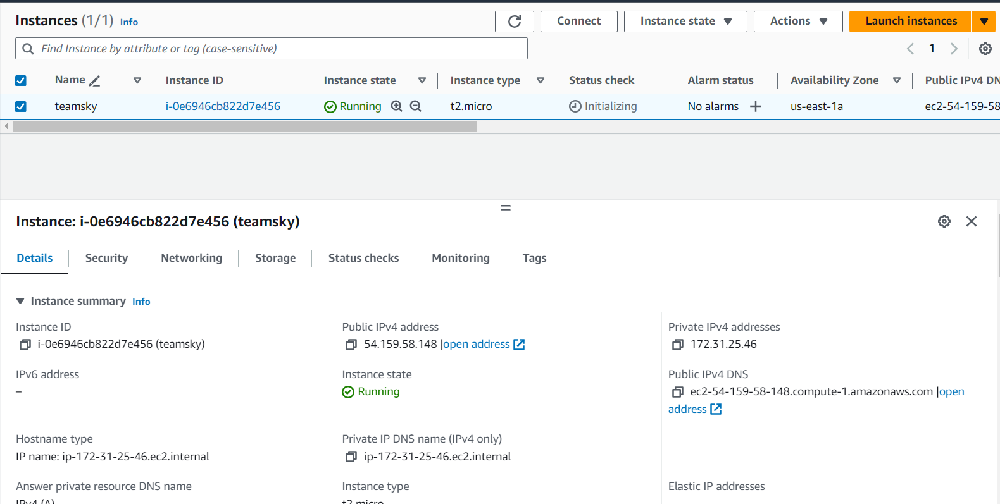 Instances (1/1) Info
Connect
Instance state
Actions
Launch instances
Find Instance by attribute or tag (case-sensitive)
1
Name Instance ID Instance state Instance type Status check Alarm status Availability Zone Public IPv4 DN
teamsky i-0e6946cb822d7e456 Running t2.micro Initializing No alarms us-east-1a ec2-54-159-58
Instance: i-0e6946cb822d7e456 (teamsky)
Details Security Networking Storage Status checks Monitoring Tags
Instance summary Info
Instance ID
i-0e6946cb822d7e456 (teamsky)
Public IPv4 address
54.159.58.148 |open address
Private IPv4 addresses
172.31.25.46
IPv6 address
–
Instance state
Running
Public IPv4 DNS
ec2-54-159-58-148.compute-1.amazonaws.com |open
address
Hostname type
IP name: ip-172-31-25-46.ec2.internal
Private IP DNS name (IPv4 only)
ip-172-31-25-46.ec2.internal
Answer private resource DNS name
IPv4 (A)
Instance type
t2.micro
Elastic IP addresses